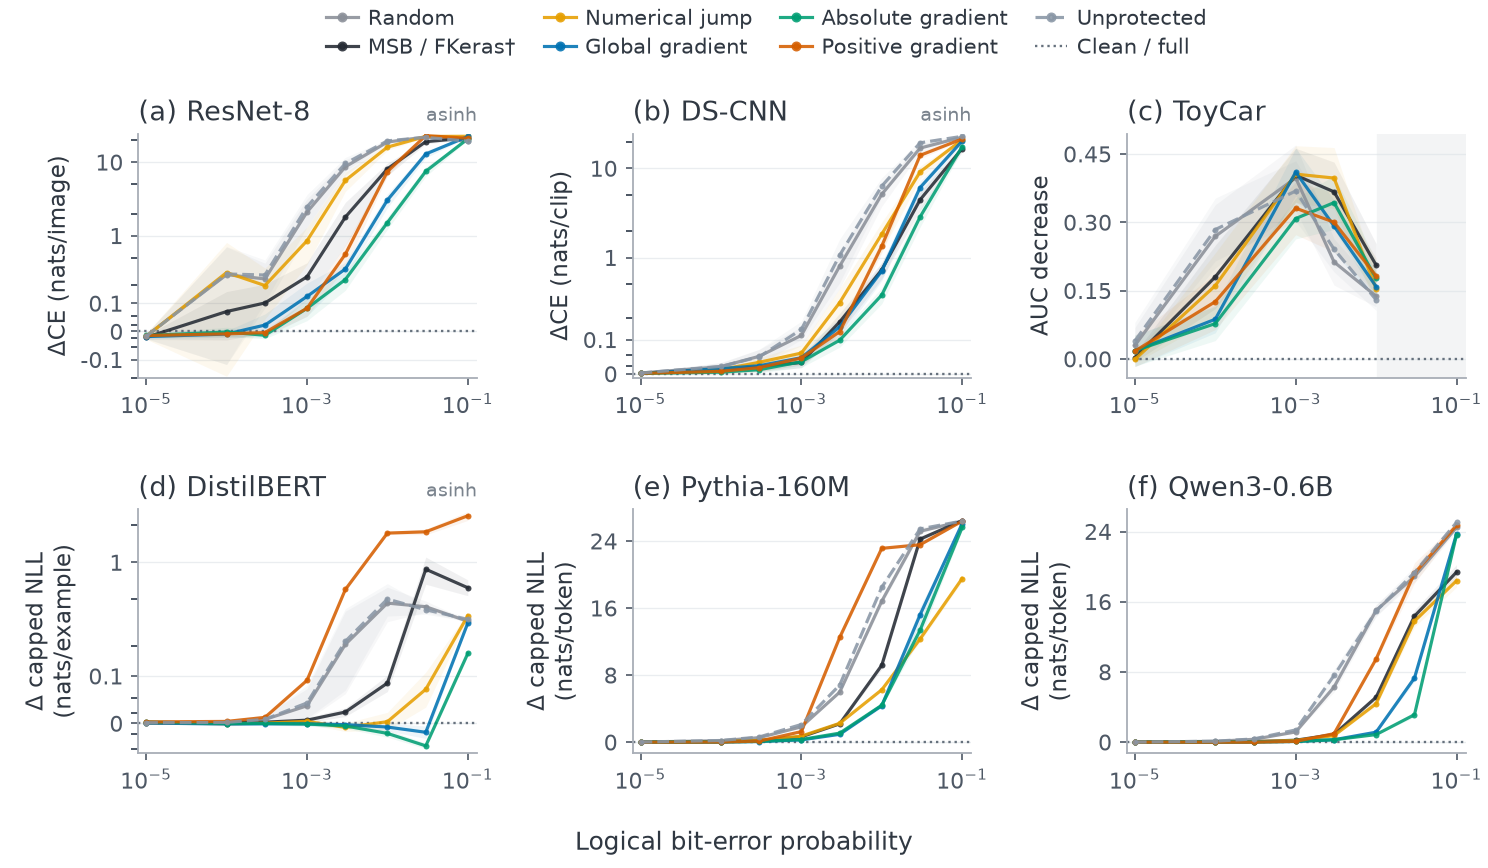 Random Numerical jump Absolute gradient Unprotected
MSB / FKeras† Global gradient Positive gradient Clean / full
(a) ResNet-8 asinh
ΔCE (nats/image)
10
1
0.1
0
-0.1
10⁻⁵ 10⁻³ 10⁻¹
(b) DS-CNN asinh
ΔCE (nats/clip)
10
1
0.1
0
10⁻⁵ 10⁻³ 10⁻¹
(c) ToyCar
AUC decrease
0.45
0.30
0.15
0.00
10⁻⁵ 10⁻³ 10⁻¹
(d) DistilBERT asinh
Δ capped NLL
(nats/example)
1
0.1
0
10⁻⁵ 10⁻³ 10⁻¹
(e) Pythia-160M
Δ capped NLL
(nats/token)
24
16
8
0
10⁻⁵ 10⁻³ 10⁻¹
(f) Qwen3-0.6B
Δ capped NLL
(nats/token)
24
16
8
0
10⁻⁵ 10⁻³ 10⁻¹
Logical bit-error probability